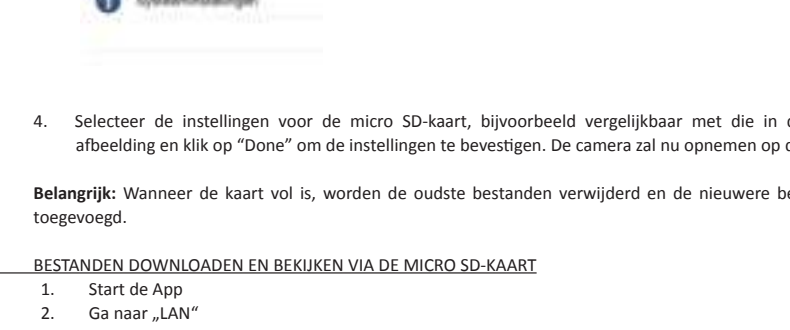 4. Selecteer de instellingen voor de micro SD-kaart, bijvoorbeeld vergelijkbaar met die in
afbeelding en klik op “Done” om de instellingen te bevestigen. De camera zal nu opnemen op
Belangrijk: Wanneer de kaart vol is, worden de oudste bestanden verwijderd en de nieuwere
toegevoegd.
BESTANDEN DOWNLOADEN EN BEKIJKEN VIA DE MICRO SD-KAART
1. Start de App
2. Ga naar „LAN“